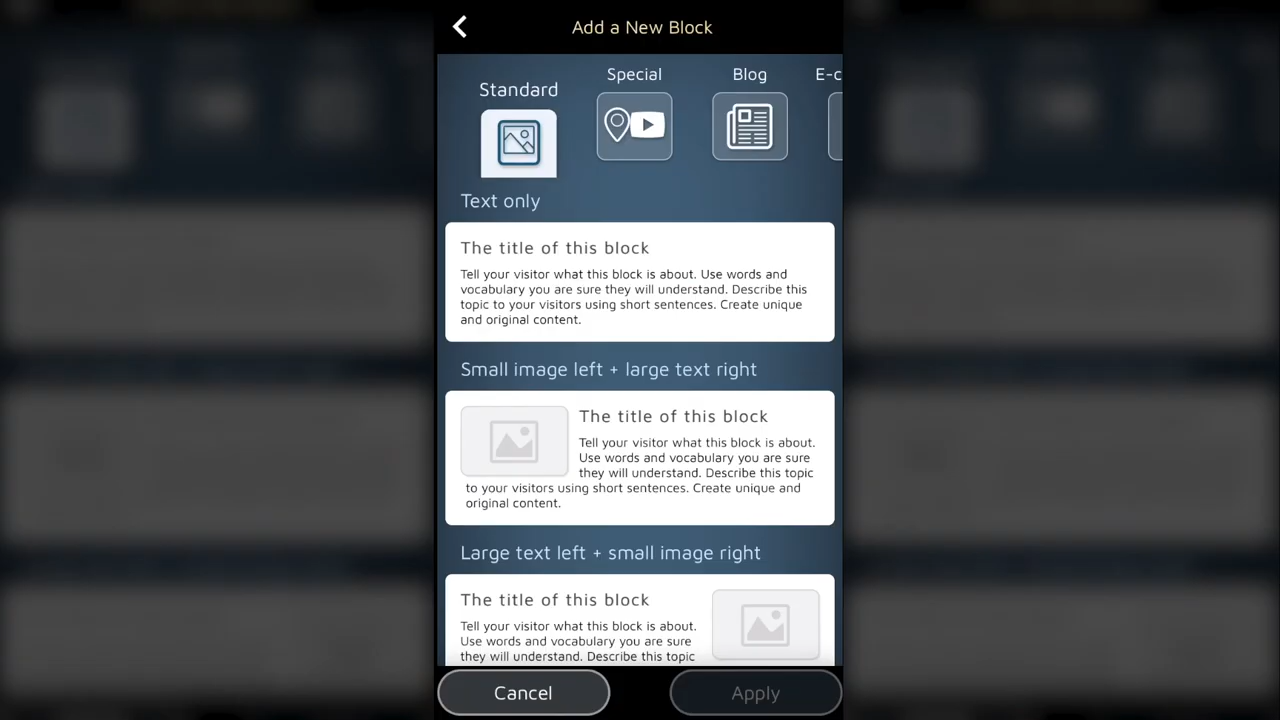 Add a New Block
Standard
Special
Blog
E-c
Text only
The title of this block
Tell your visitor what this block is about. Use words and
vocabulary you are sure they will understand. Describe this
topic to your visitors using short sentences. Create unique
and original content.
Small image left + large text right
The title of this block
Tell your visitor what this block is about.
Use words and vocabulary you are sure
they will understand. Describe this topic
to your visitors using short sentences. Create unique and
original content.
Large text left + small image right
The title of this block
Tell your visitor what this block is about.
Use words and vocabulary you are sure
they will understand. Describe this topic
Cancel
Apply